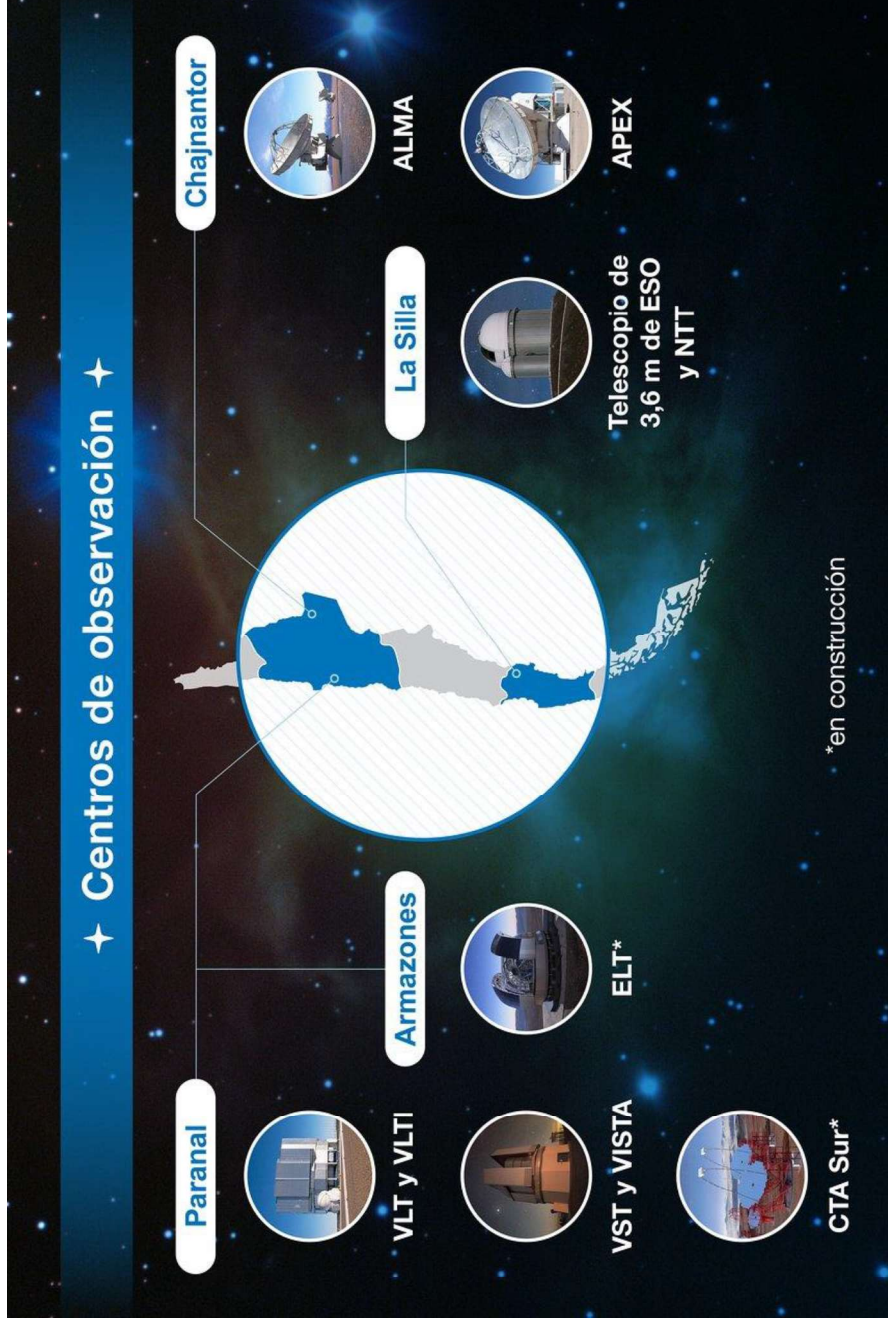 Centros de observación
Paranal
VLT y VLTI
VST y VISTA
CTA Sur*
Armazones
ELT*
La Silla
Telescopio de
3,6 m de ESO
y NTT
Chajnantor
ALMA
APEX
*en construcción